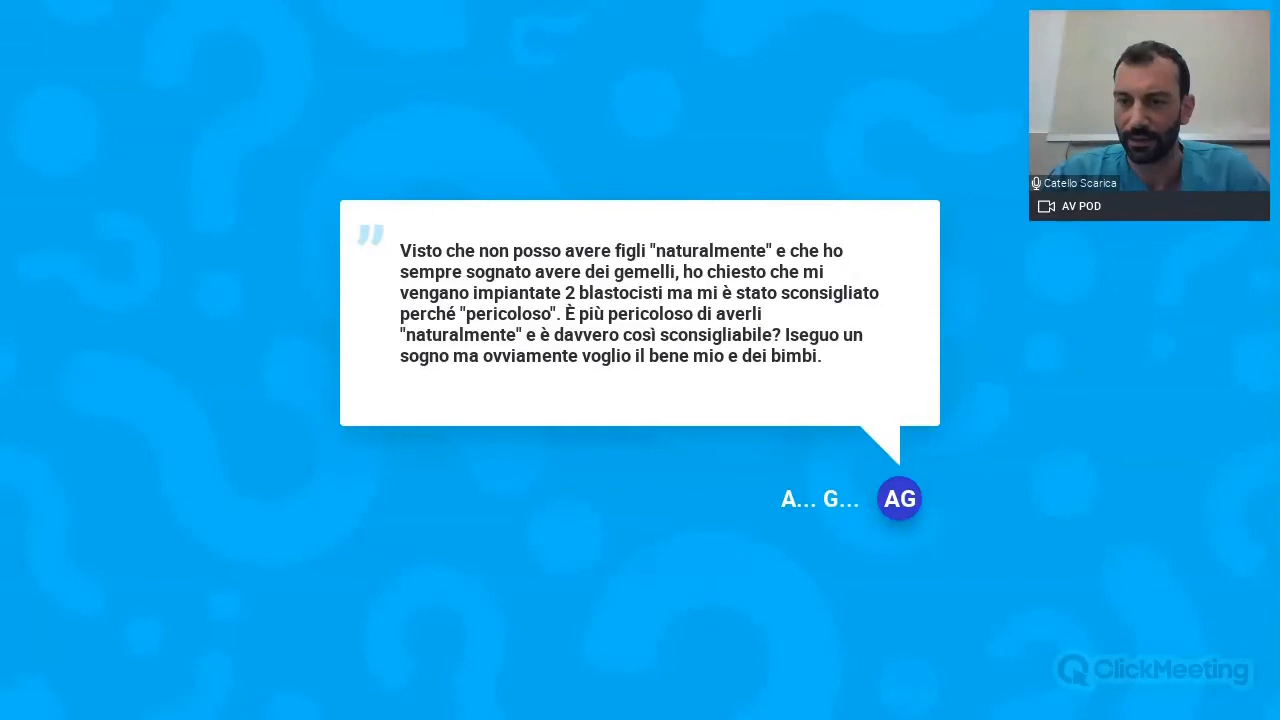 Catello Scarica
AV POD
Visto che non posso avere figli "naturalmente" e che ho
sempre sognato avere dei gemelli, ho chiesto che mi
vengano impiantate 2 blastocisti ma mi è stato sconsigliato
perché "pericoloso". È più pericoloso di averli
"naturalmente" e è davvero così sconsigliabile? Iseguo un
sogno ma ovviamente voglio il bene mio e dei bimbi.
A... G...
AG
ClickMeeting